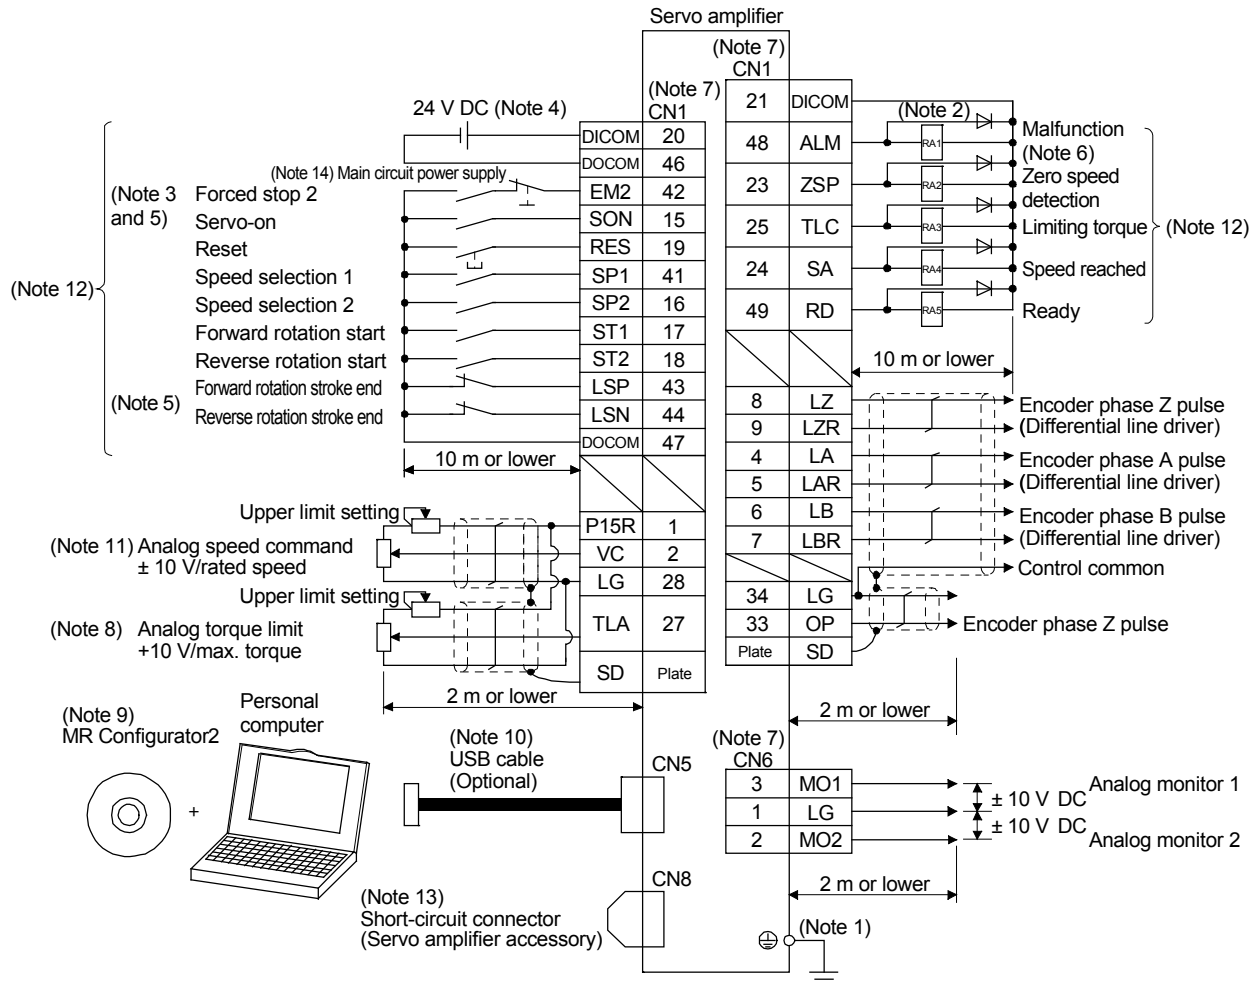 Servo amplifier
(Note 7)
CN1
21 DICOM
48 ALM
23 ZSP
25 TLC
24 SA
49 RD
(Note 2)
RA1
RA2
RA3
RA4
RA5
Malfunction
(Note 6)
Zero speed
detection
Limiting torque
Speed reached
Ready
(Note 12)
10 m or lower
(Note 7)
CN1
24 V DC (Note 4)
DICOM 20
DOCOM 46
(Note 14) Main circuit power supply
(Note 12)
(Note 3
and 5)
Forced stop 2 EM2 42
Servo-on SON 15
Reset RES 19
Speed selection 1 SP1 41
Speed selection 2 SP2 16
Forward rotation start ST1 17
Reverse rotation start ST2 18
(Note 5)
Forward rotation stroke end LSP 43
Reverse rotation stroke end LSN 44
DOCOM 47
10 m or lower
8 LZ
9 LZR
Encoder phase Z pulse
(Differential line driver)
4 LA
5 LAR
Encoder phase A pulse
(Differential line driver)
6 LB
7 LBR
Encoder phase B pulse
(Differential line driver)
Control common
34 LG
33 OP
Encoder phase Z pulse
Plate SD
2 m or lower
Upper limit setting
P15R 1
(Note 11) Analog speed command
± 10 V/rated speed
VC 2
LG 28
Upper limit setting
(Note 8) Analog torque limit
+10 V/max. torque
TLA 27
SD Plate
2 m or lower
(Note 9)
MR Configurator2
+
Personal
computer
(Note 10)
USB cable
(Optional)
CN5
(Note 7)
CN6
3 MO1
1 LG
2 MO2
Analog monitor 1
± 10 V DC
± 10 V DC
Analog monitor 2
2 m or lower
CN8
(Note 13)
Short-circuit connector
(Servo amplifier accessory)
(Note 1)